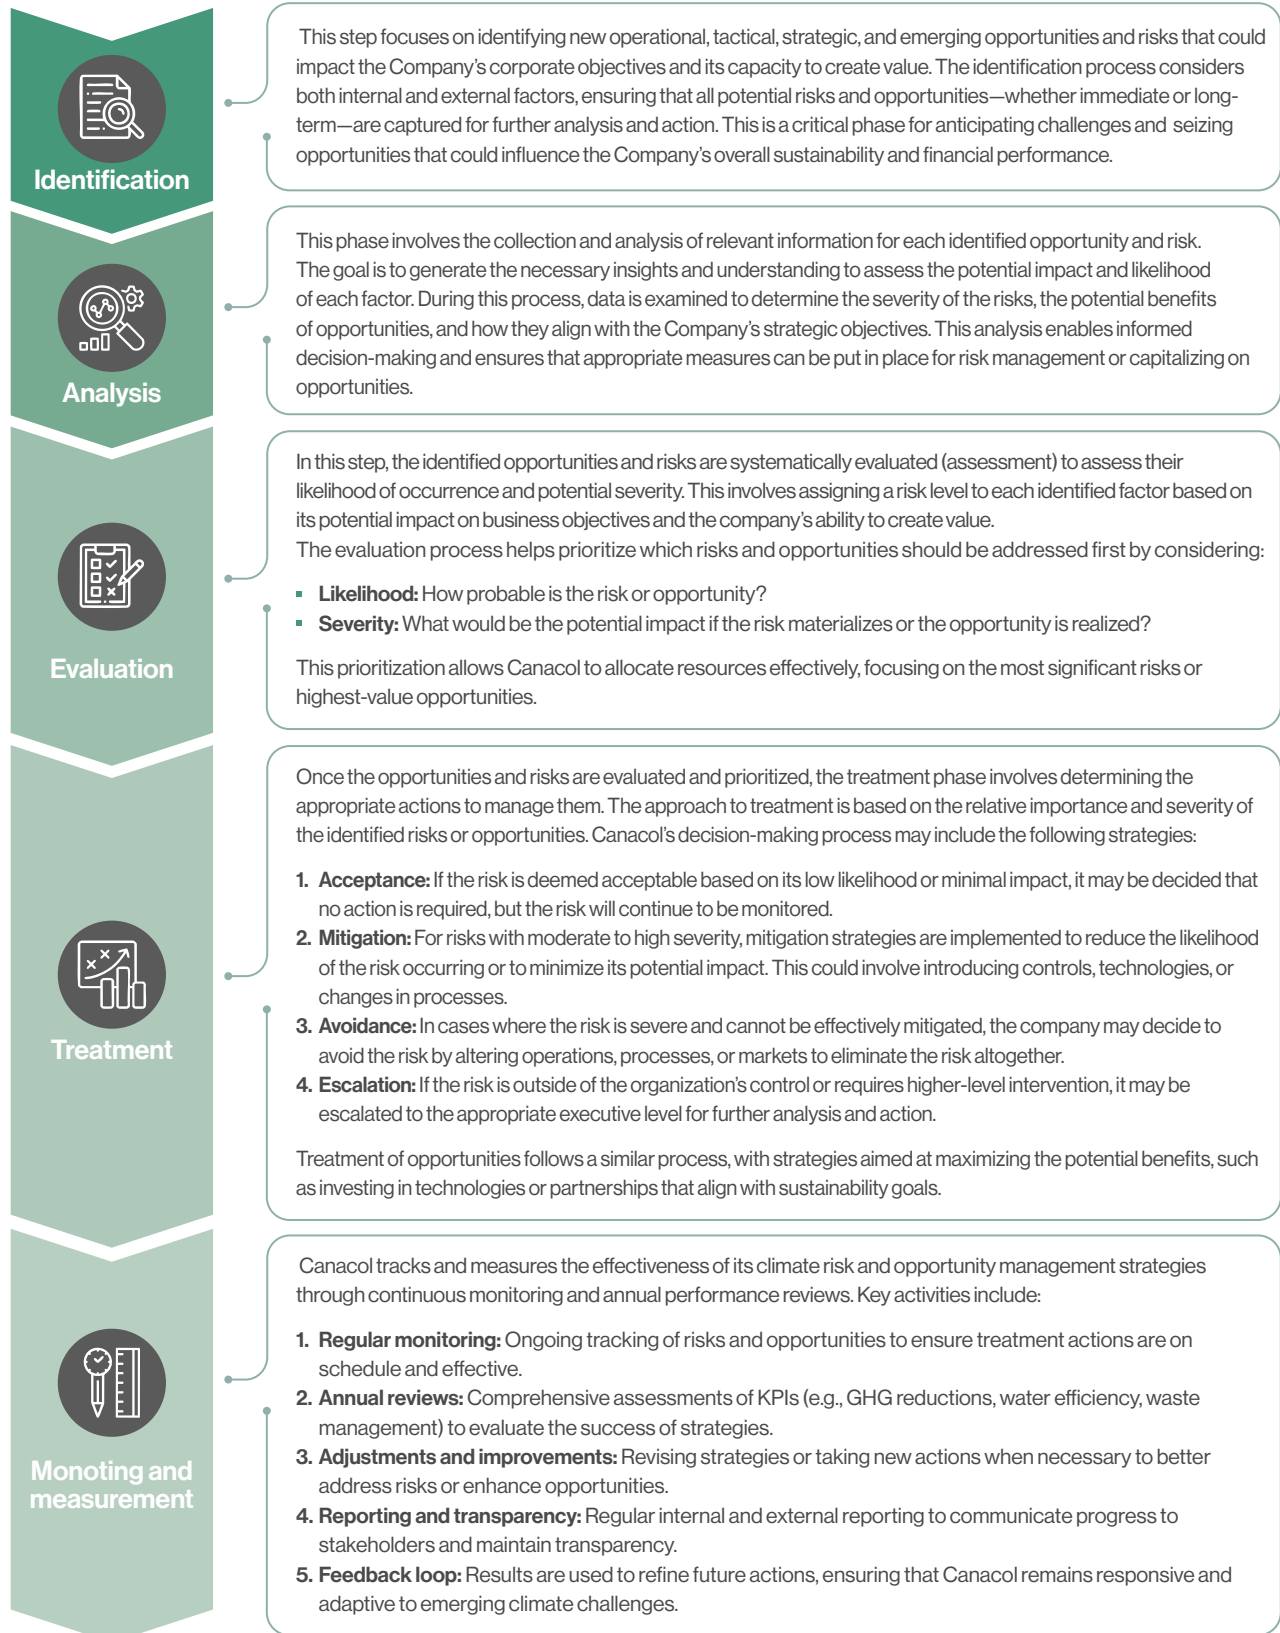 Identification
This step focuses on identifying new operational, tactical, strategic, and emerging opportunities and risks that could
impact the Company's corporate objectives and its capacity to create value. The identification process considers
both internal and external factors, ensuring that all potential risks and opportunities—whether immediate or long-
term—are captured for further analysis and action. This is a critical phase for anticipating challenges and seizing
opportunities that could influence the Company's overall sustainability and financial performance.
Analysis
This phase involves the collection and analysis of relevant information for each identified opportunity and risk.
The goal is to generate the necessary insights and understanding to assess the potential impact and likelihood
of each factor. During this process, data is examined to determine the severity of the risks, the potential benefits
of opportunities, and how they align with the Company's strategic objectives. This analysis enables informed
decision-making and ensures that appropriate measures can be put in place for risk management or capitalizing on
opportunities.
Evaluation
In this step, the identified opportunities and risks are systematically evaluated (assessment) to assess their
likelihood of occurrence and potential severity. This involves assigning a risk level to each identified factor based on
its potential impact on business objectives and the company's ability to create value.
The evaluation process helps prioritize which risks and opportunities should be addressed first by considering:
▪ Likelihood: How probable is the risk or opportunity?
▪ Severity: What would be the potential impact if the risk materializes or the opportunity is realized?
This prioritization allows Canacol to allocate resources effectively, focusing on the most significant risks or
highest-value opportunities.
Treatment
Once the opportunities and risks are evaluated and prioritized, the treatment phase involves determining the
appropriate actions to manage them. The approach to treatment is based on the relative importance and severity of
the identified risks or opportunities. Canacol's decision-making process may include the following strategies:
1. Acceptance: If the risk is deemed acceptable based on its low likelihood or minimal impact, it may be decided that
no action is required, but the risk will continue to be monitored.
2. Mitigation: For risks with moderate to high severity, mitigation strategies are implemented to reduce the likelihood
of the risk occurring or to minimize its potential impact. This could involve introducing controls, technologies, or
changes in processes.
3. Avoidance: In cases where the risk is severe and cannot be effectively mitigated, the company may decide to
avoid the risk by altering operations, processes, or markets to eliminate the risk altogether.
4. Escalation: If the risk is outside of the organization's control or requires higher-level intervention, it may be
escalated to the appropriate executive level for further analysis and action.
Treatment of opportunities follows a similar process, with strategies aimed at maximizing the potential benefits, such
as investing in technologies or partnerships that align with sustainability goals.
Monoting and
measurement
Canacol tracks and measures the effectiveness of its climate risk and opportunity management strategies
through continuous monitoring and annual performance reviews. Key activities include:
1. Regular monitoring: Ongoing tracking of risks and opportunities to ensure treatment actions are on
schedule and effective.
2. Annual reviews: Comprehensive assessments of KPIs (e.g., GHG reductions, water efficiency, waste
management) to evaluate the success of strategies.
3. Adjustments and improvements: Revising strategies or taking new actions when necessary to better
address risks or enhance opportunities.
4. Reporting and transparency: Regular internal and external reporting to communicate progress to
stakeholders and maintain transparency.
5. Feedback loop: Results are used to refine future actions, ensuring that Canacol remains responsive and
adaptive to emerging climate challenges.